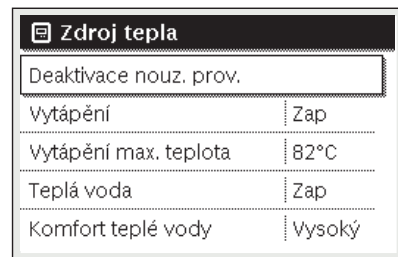 Zdroj tepla
Deaktivace nouz. prov.
Vytápění Zap
Vytápění max. teplota 82°C
Teplá voda Zap
Komfort teplé vody Vysoký